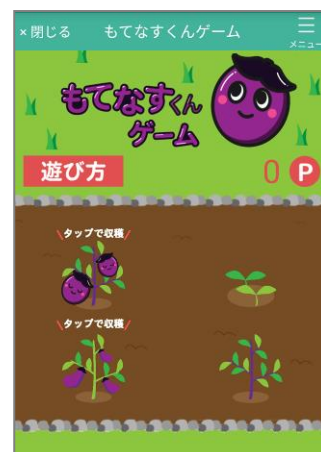 ×閉じる
もてなすくんゲーム
メニュー
もてなすくん
ゲーム
遊び方
0 P
\タップで収穫/
\タップで収穫/